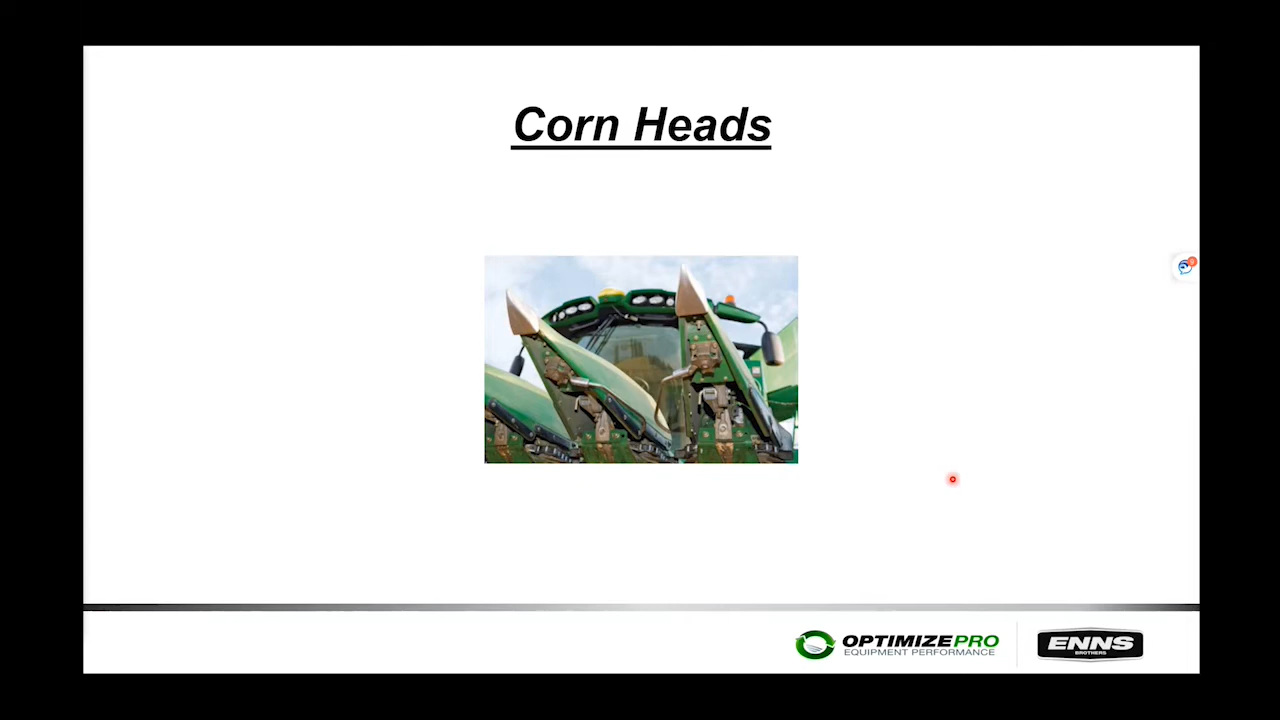 Corn Heads
OPTIMIZEPRO
EQUIPMENT PERFORMANCE
ENNS
BROTHERS